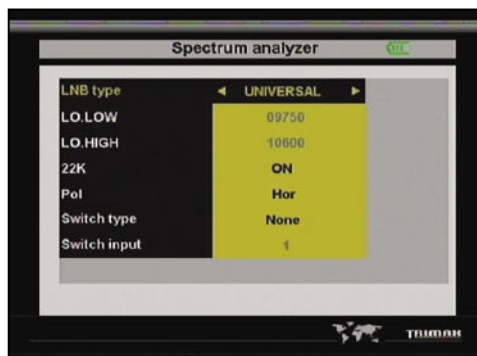 Spectrum analyzer
LNB type UNIVERSAL
LO.LOW 09750
LO.HIGH 10600
22K ON
Pol Hor
Switch type None
Switch input 1
TRIMAX